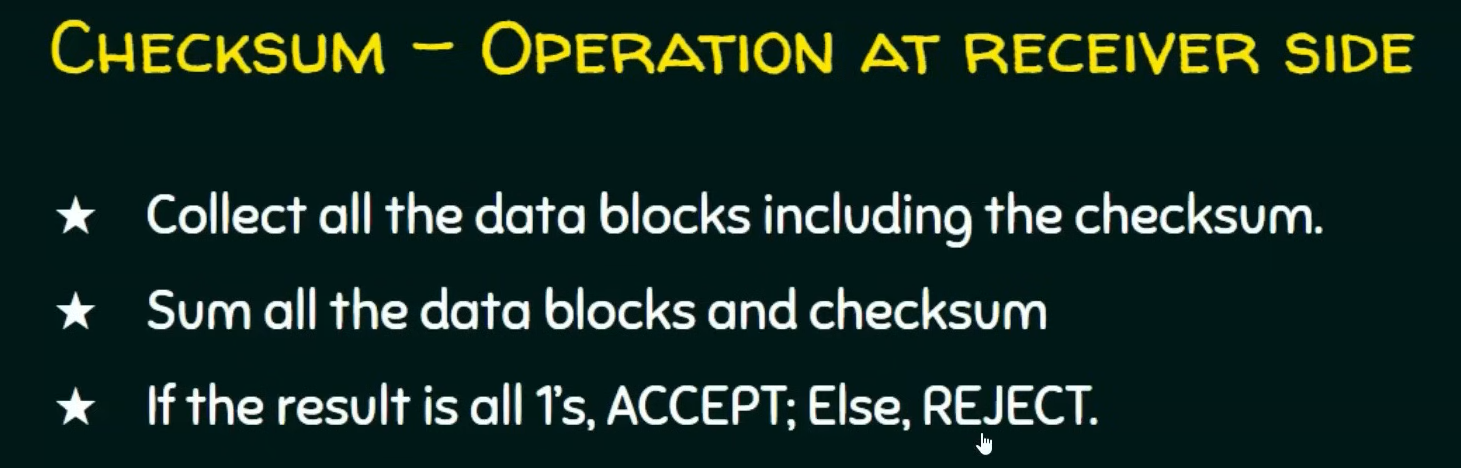 CHECKSUM – OPERATION AT RECEIVER SIDE
★ Collect all the data blocks including the checksum.
★ Sum all the data blocks and checksum
★ If the result is all 1's, ACCEPT; Else, REJECT.